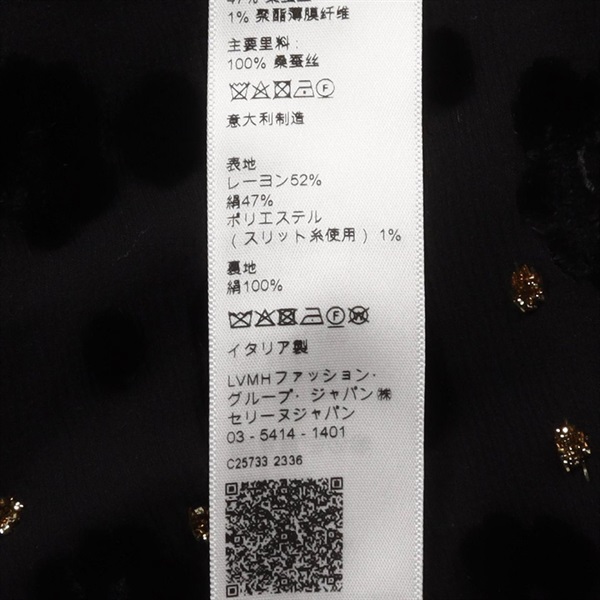 1% 聚酯薄膜纤维
主要里料:
100% 桑蚕丝
意大利制造
表地
レーヨン52%
絹47%
ポリエステル
(スリット糸使用) 1%
裏地
絹100%
イタリア製
LVMHファッション・
グループ・ジャパン㈱
セリーヌジャパン
03 - 5414 - 1401
C25733 2336